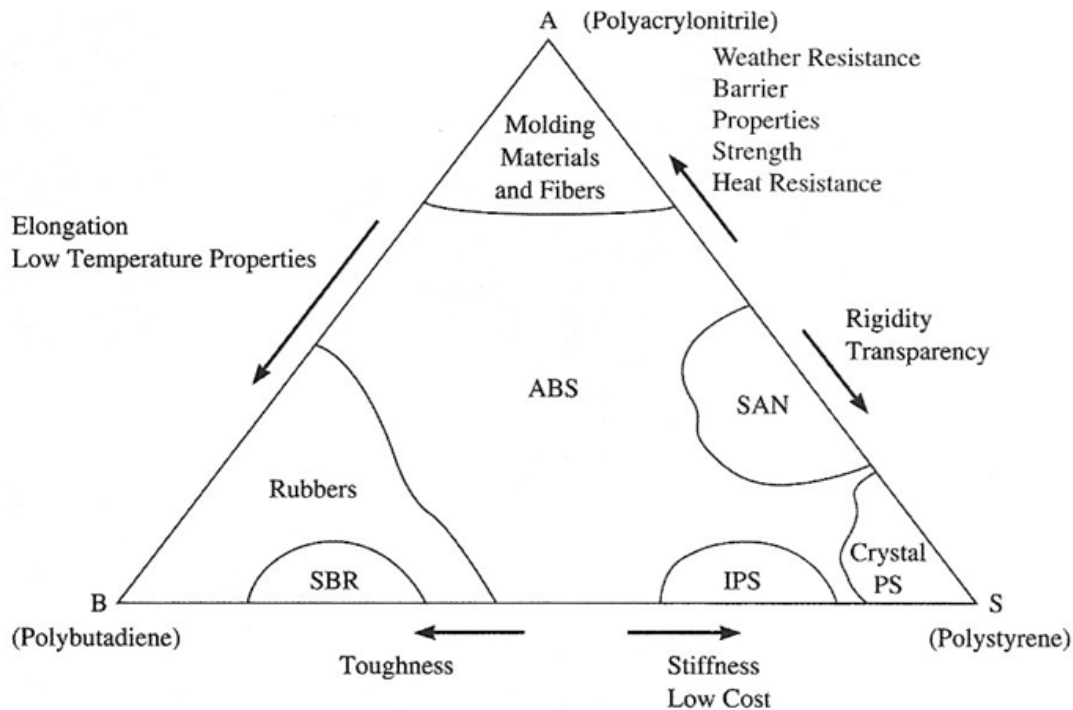 A (Polyacrylonitrile)
Weather Resistance
Barrier
Properties
Strength
Heat Resistance
Molding
Materials
and Fibers
Elongation
Low Temperature Properties
Rigidity
Transparency
ABS
SAN
Rubbers
SBR
IPS
Crystal
PS
B
S
(Polybutadiene)
(Polystyrene)
Toughness
Stiffness
Low Cost